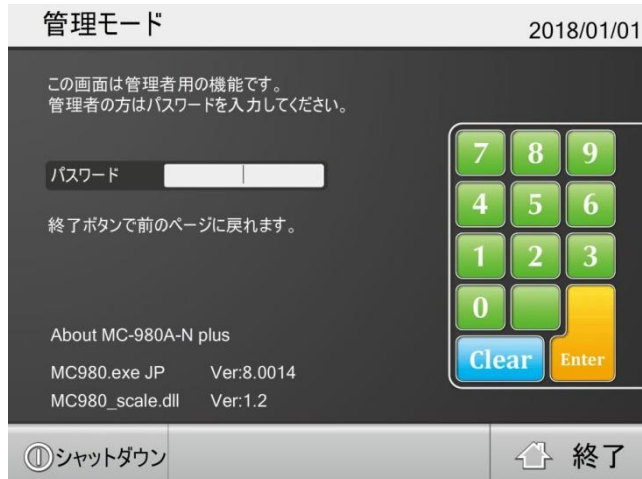 管理モード
2018/01/01
この画面は管理者用の機能です。
管理者の方はパスワードを入力してください。
パスワード
終了ボタンで前のページに戻れます。
7 8 9
4 5 6
1 2 3
0
Clear Enter
About MC-980A-N plus
MC980.exe JP Ver:8.0014
MC980_scale.dll Ver:1.2
シャットダウン
終了